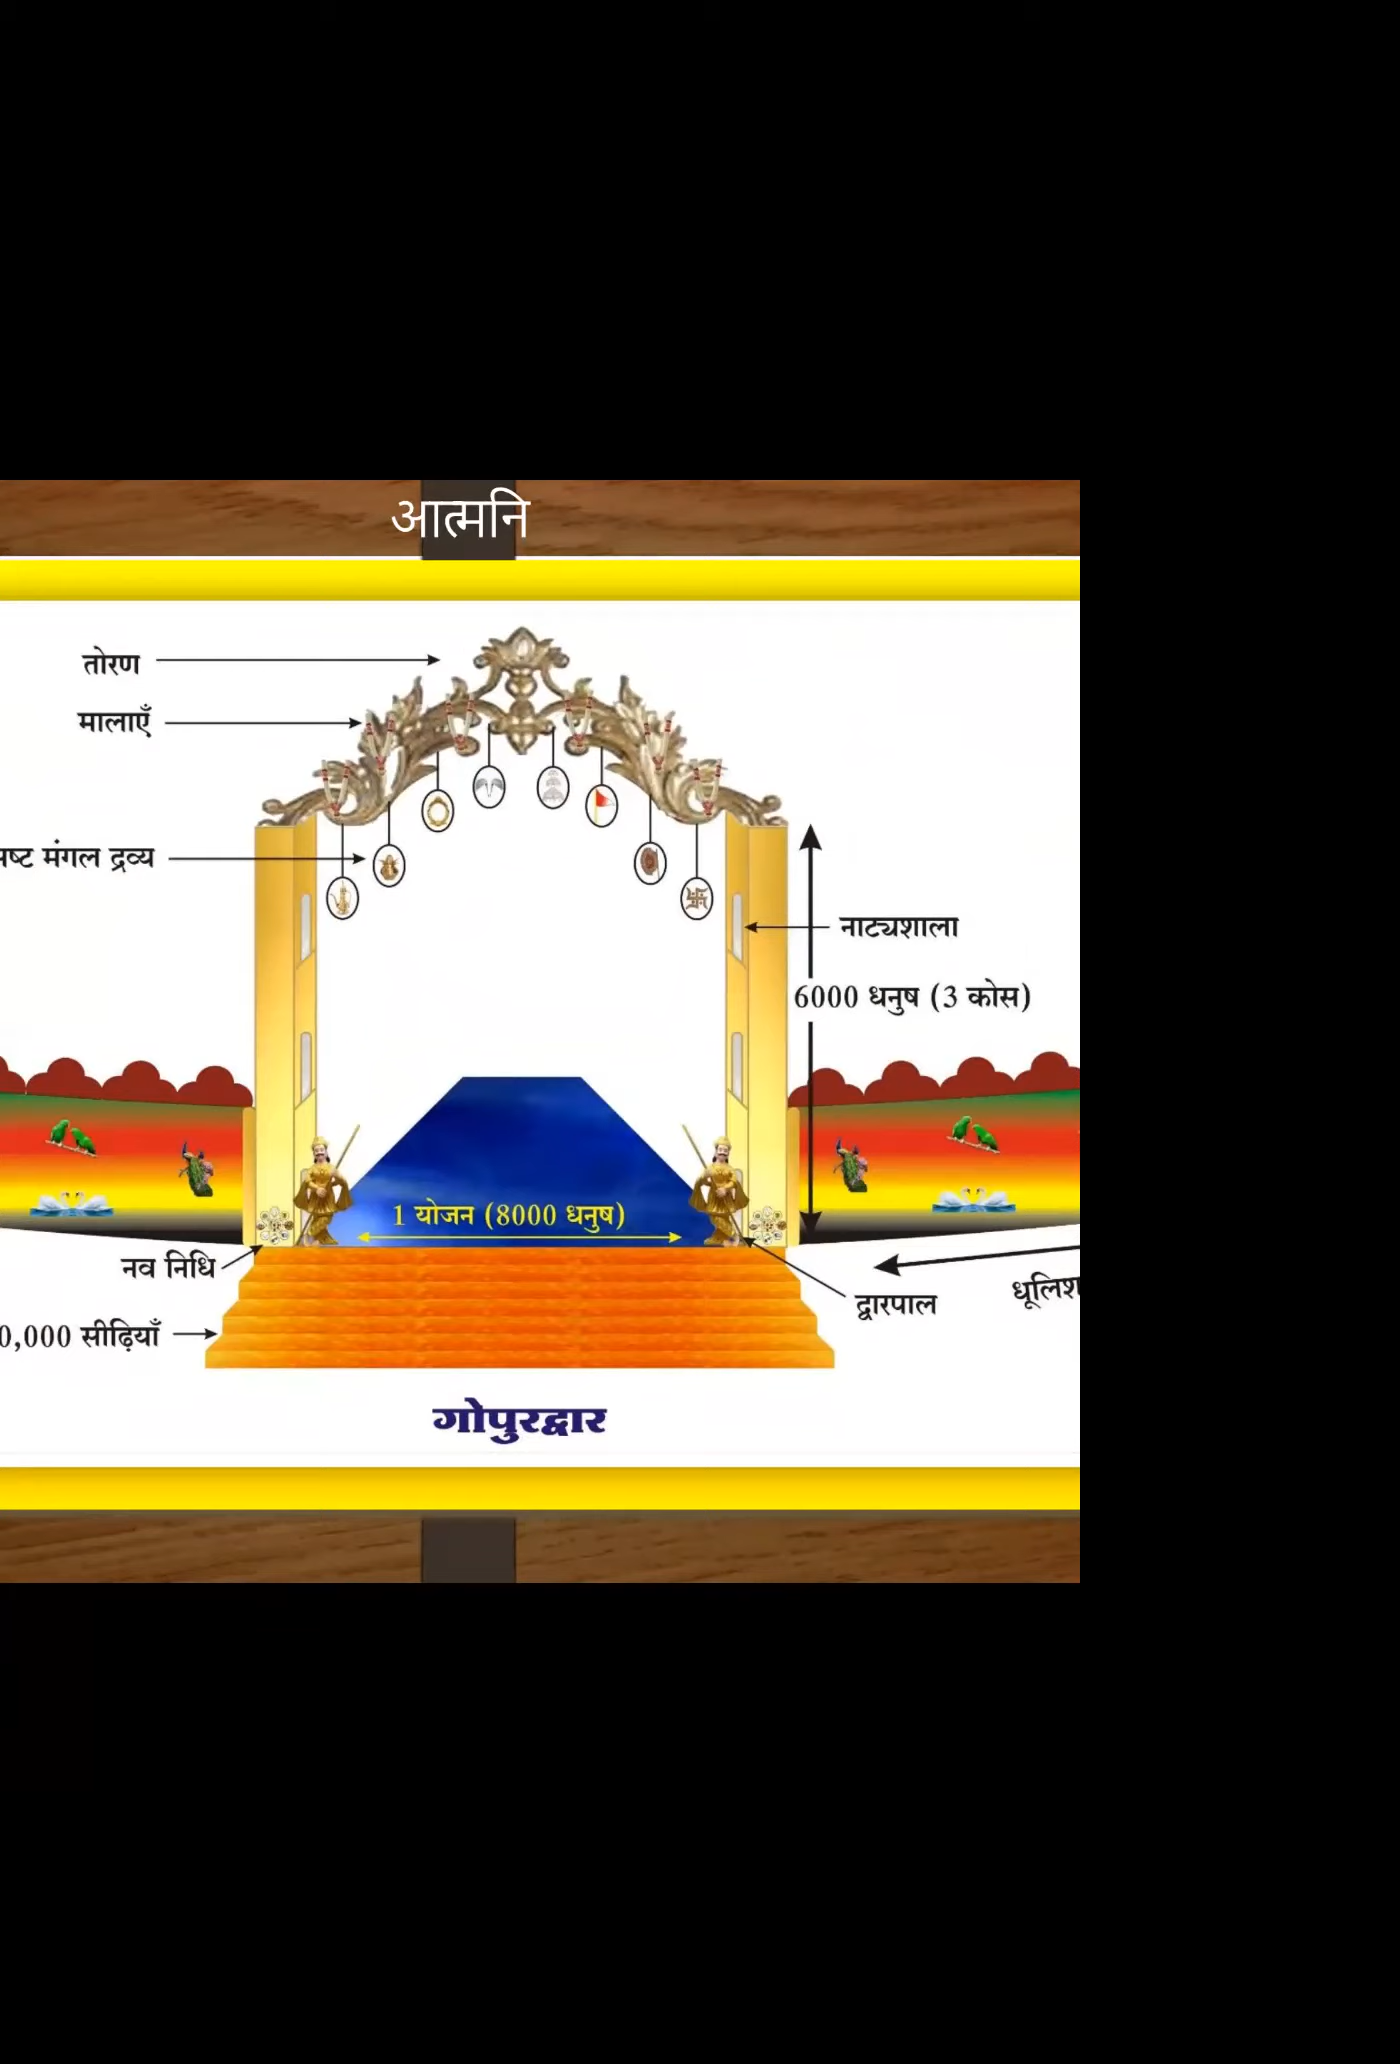 आत्मनि
तोरण
मालाएँ
मंगल द्रव्य
नाट्यशाला
6000 धनुष (3 कोस)
1 योजन (8000 धनुष)
नव निधि
द्वारपाल
0,000 सीढ़ियाँ
गोपुरद्वार